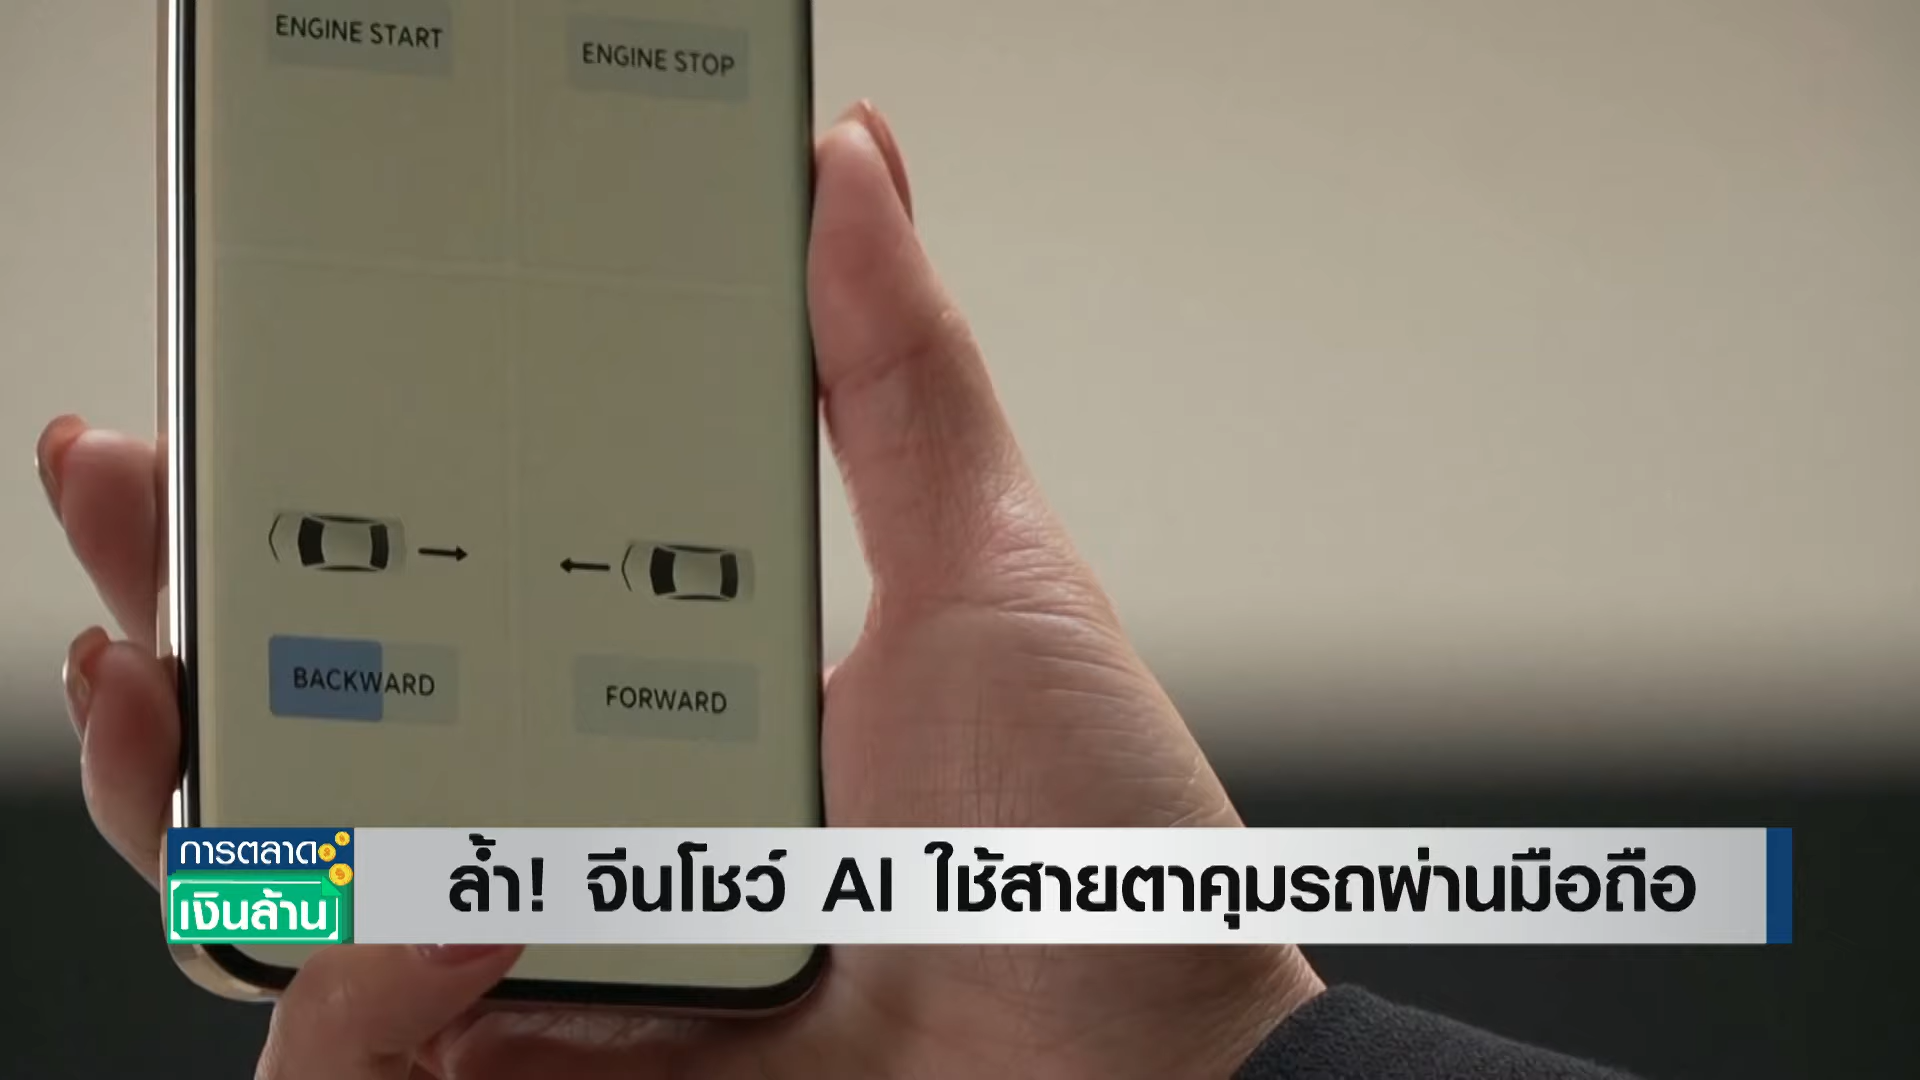 ENGINE START
ENGINE STOP
BACKWARD
FORWARD
การตลาด
เงินล้าน
ล้ำ! จีนโชว์ AI ใช้สายตาคุมรถผ่านมือถือ